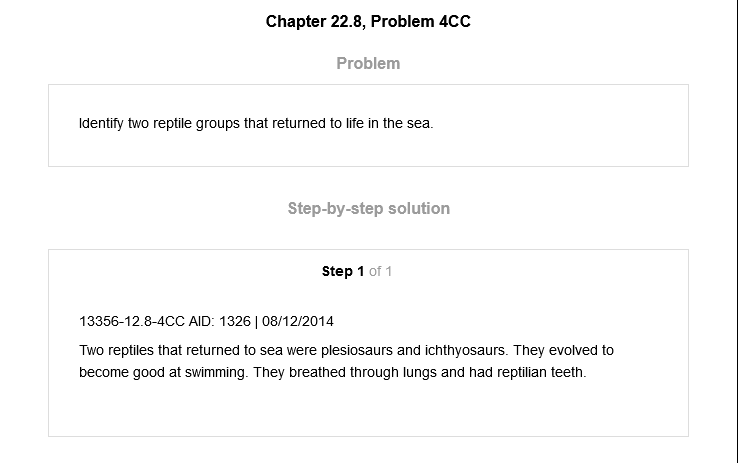 Chapter 22.8, Problem 4CC
Problem
Identify two reptile groups that returned to life in the sea.
Step-by-step solution
Step 1 of 1
13356-12.8-4CC AID: 1326 | 08/12/2014
Two reptiles that returned to sea were plesiosaurs and ichthyosaurs. They evolved to
become good at swimming. They breathed through lungs and had reptilian teeth.